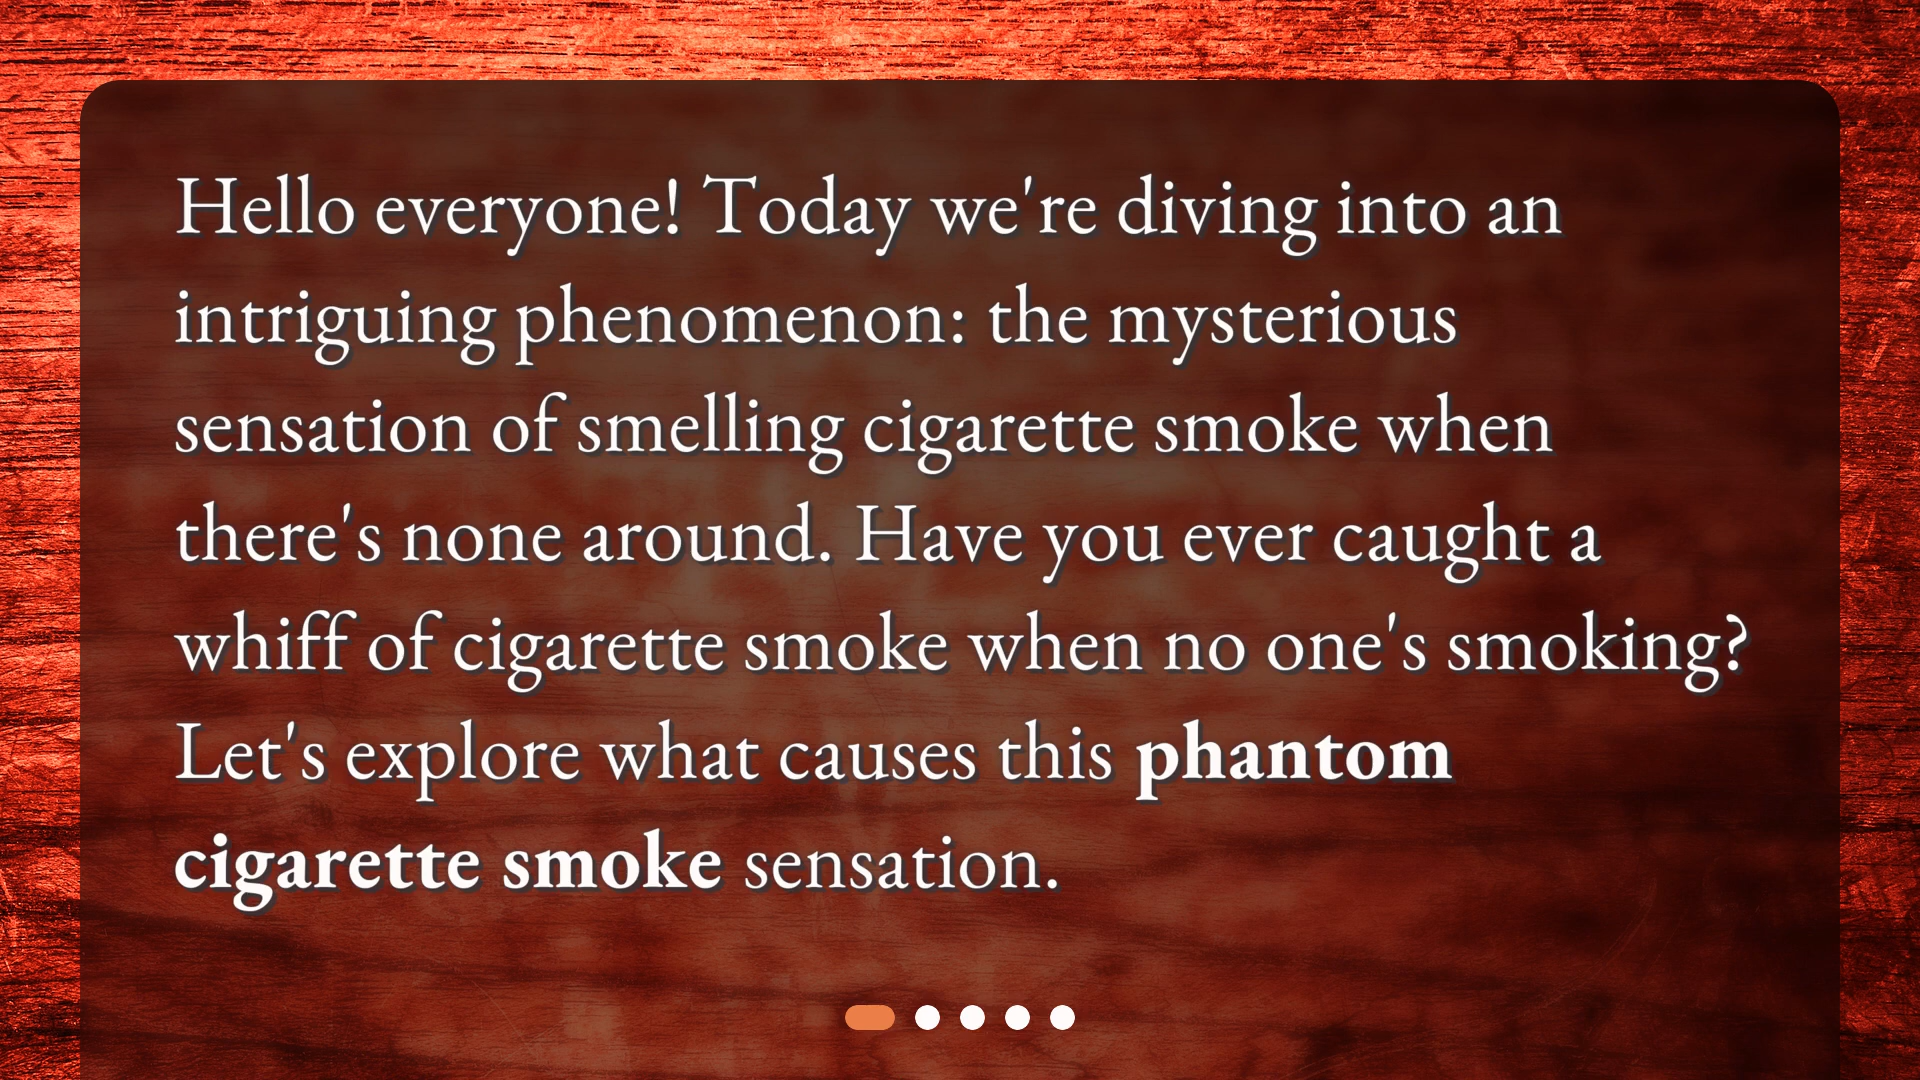 Hello everyone! Today we're diving into an
intriguing phenomenon: the mysterious
sensation of smelling cigarette smoke when
there's none around. Have you ever caught a
whiff of cigarette smoke when no one's smoking?
Let's explore what causes this phantom
cigarette smoke sensation.